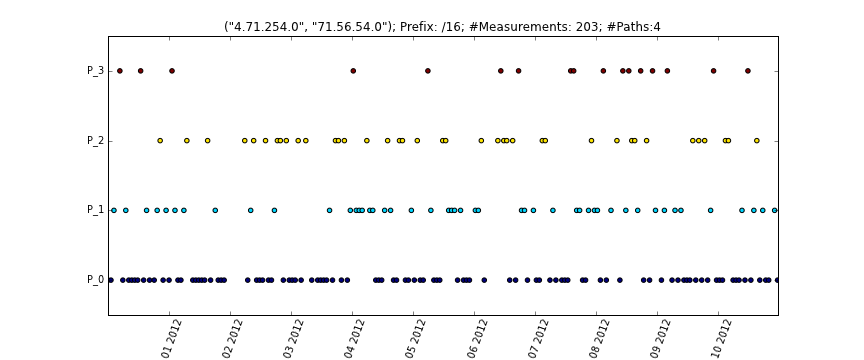 ("4.71.254.0", "71.56.54.0"); Prefix: /16; #Measurements: 203; #Paths:4
P_3
P_2
P_1
P_0
01 2012
02 2012
03 2012
04 2012
05 2012
06 2012
07 2012
08 2012
09 2012
10 2012